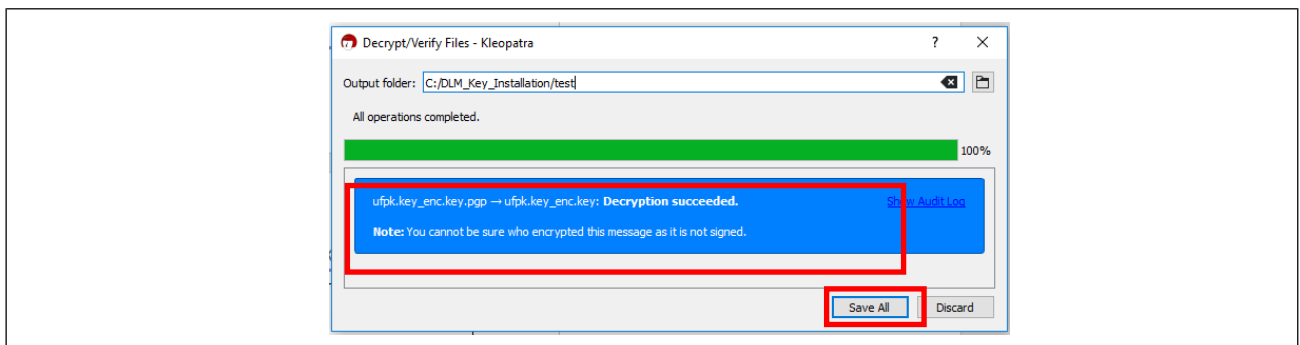 Decrypt/Verify Files - Kleopatra
Output folder: C:/DLM_Key_Installation/test
All operations completed.
100%
ufpk.key_enc.key.pgp → ufpk.key_enc.key: Decryption succeeded. Show Audit Log
Note: You cannot be sure who encrypted this message as it is not signed.
Save All Discard